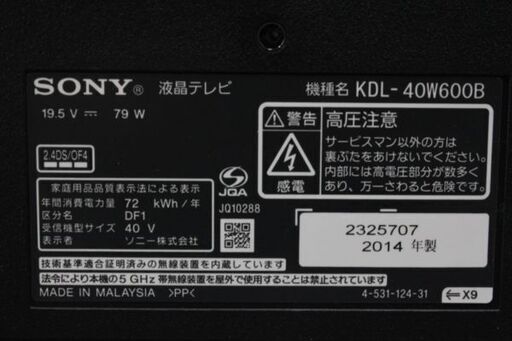 SONY® 液晶テレビ 機種名 KDL-40W600B
19.5 V ⎓ 79 W
2.4DS/OF4
家庭用品品質表示法による表示
年間消費電力量 72 kWh/年
区分名 DF1
受信機型サイズ 40 V
表示者 ソニー株式会社
JQA
JQ10288
警告 高圧注意
感電
サービスマン以外の方は
裏ぶたをあけないでください。
内部には高電圧部分が数多く
あり、万一さわると危険です。
2325707
2014 年製
技術基準適合証明済みの無線装置を内蔵しています
法令により本機の5 GHz 帯無線装置を屋外で使用することは禁止されています
MADE IN MALAYSIA >PP< 4-531-124-31 X9